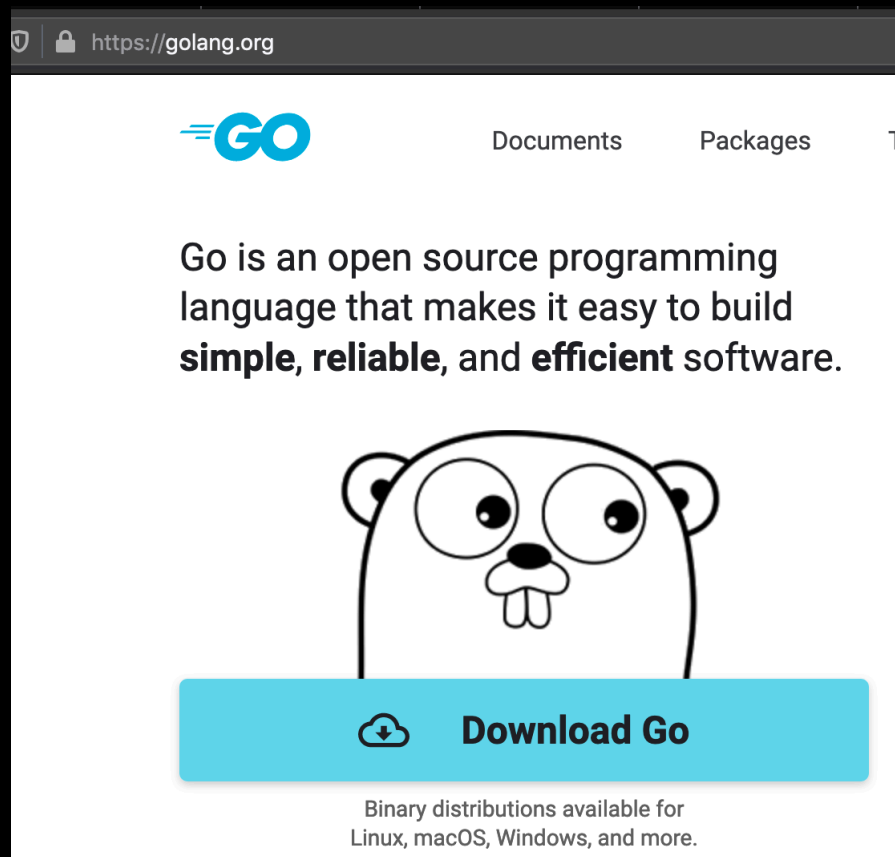 https://golang.org
GO
Documents
Packages
Go is an open source programming
language that makes it easy to build
simple, reliable, and efficient software.
Download Go
Binary distributions available for
Linux, macOS, Windows, and more.